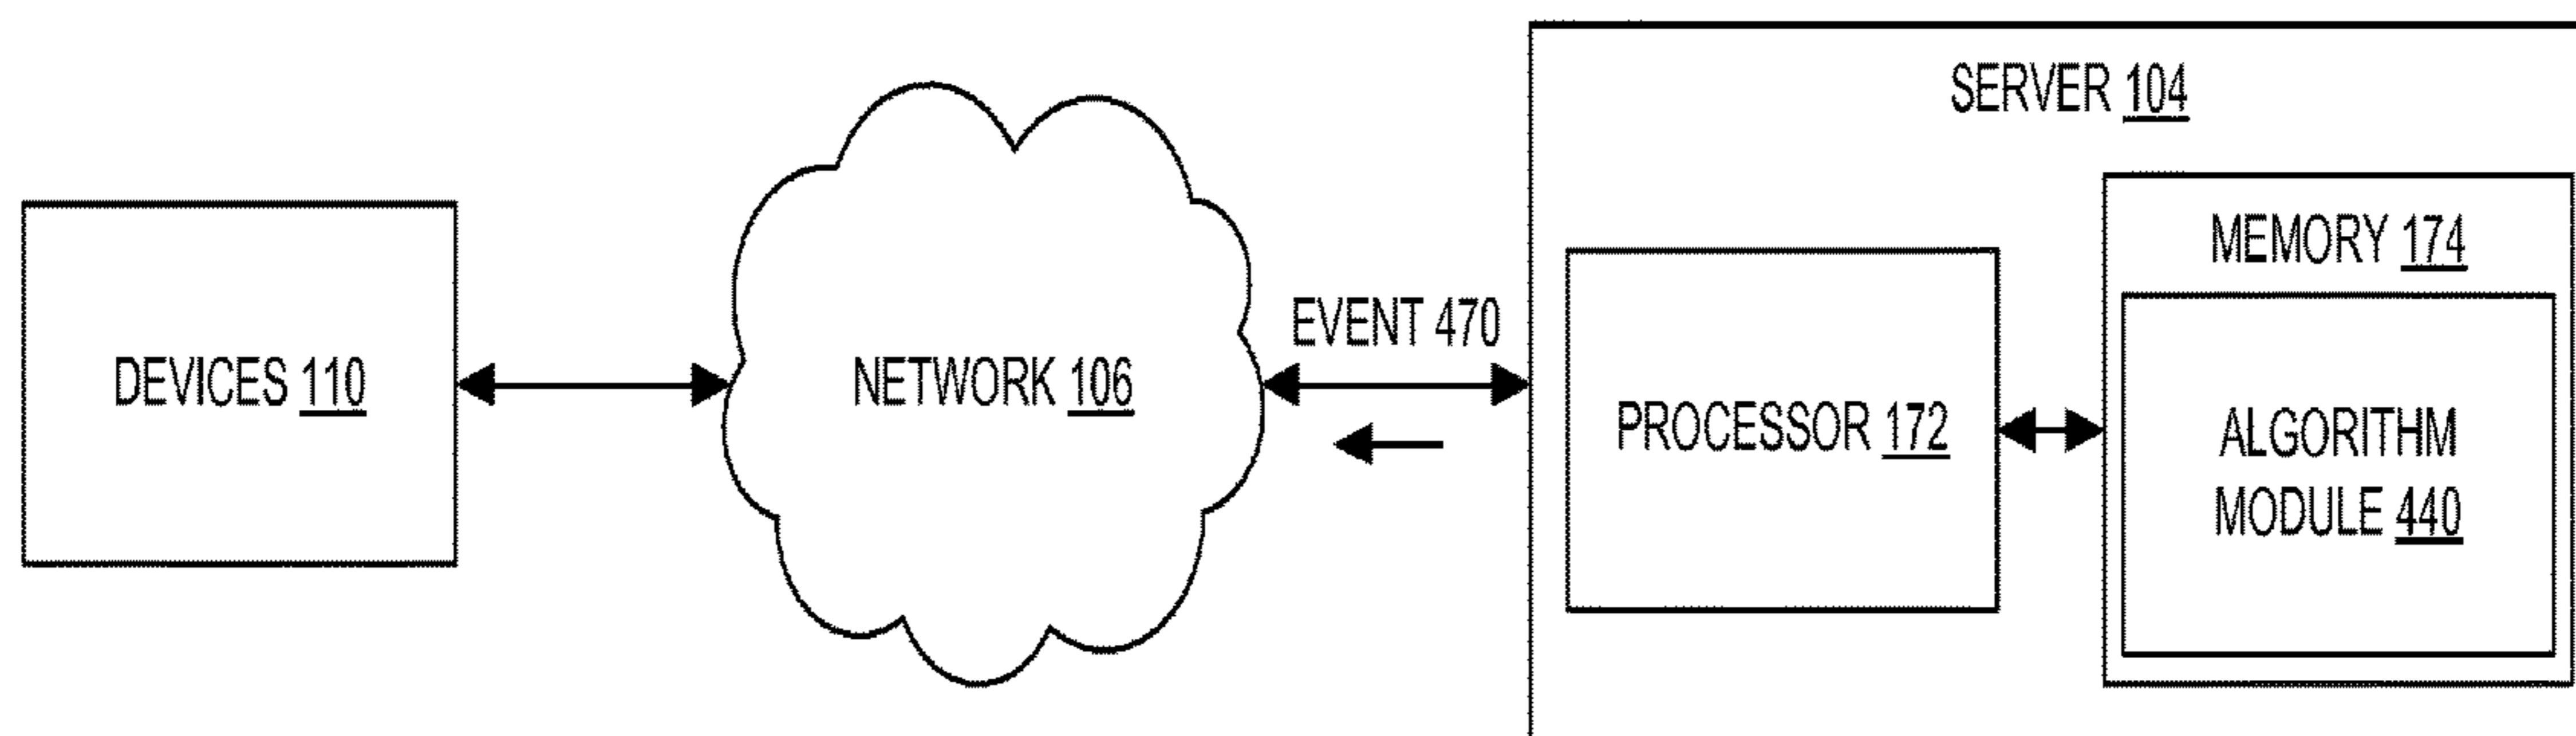 SERVER 104
MEMORY 174
EVENT 470
DEVICES 110
NETWORK 106
PROCESSOR 172
ALGORITHM
MODULE 440